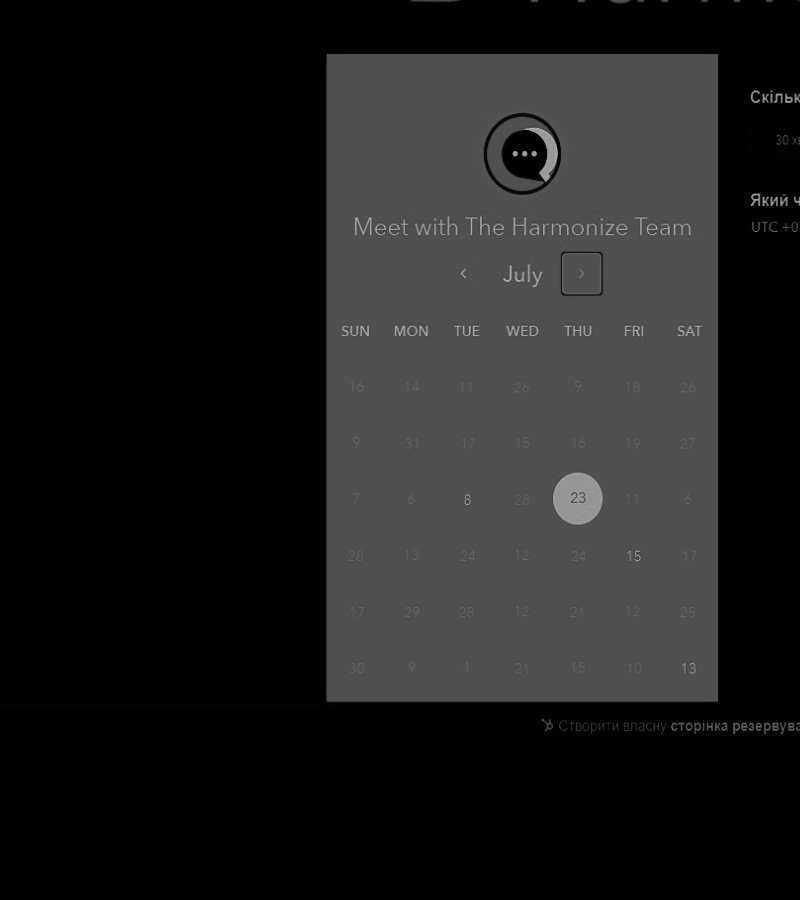 Meet with The Harmonize Team
July
SUN MON TUE WED THU FRI SAT
16 14 11 26 9 18 26
9 31 17 15 16 19 27
7 6 8 28 23 11 6
28 13 24 12 24 15 17
17 29 28 12 21 12 25
30 9 1 21 15 10 13
Скільк
30 хв
Який ч
UTC +0
Створити власну сторінка резервува